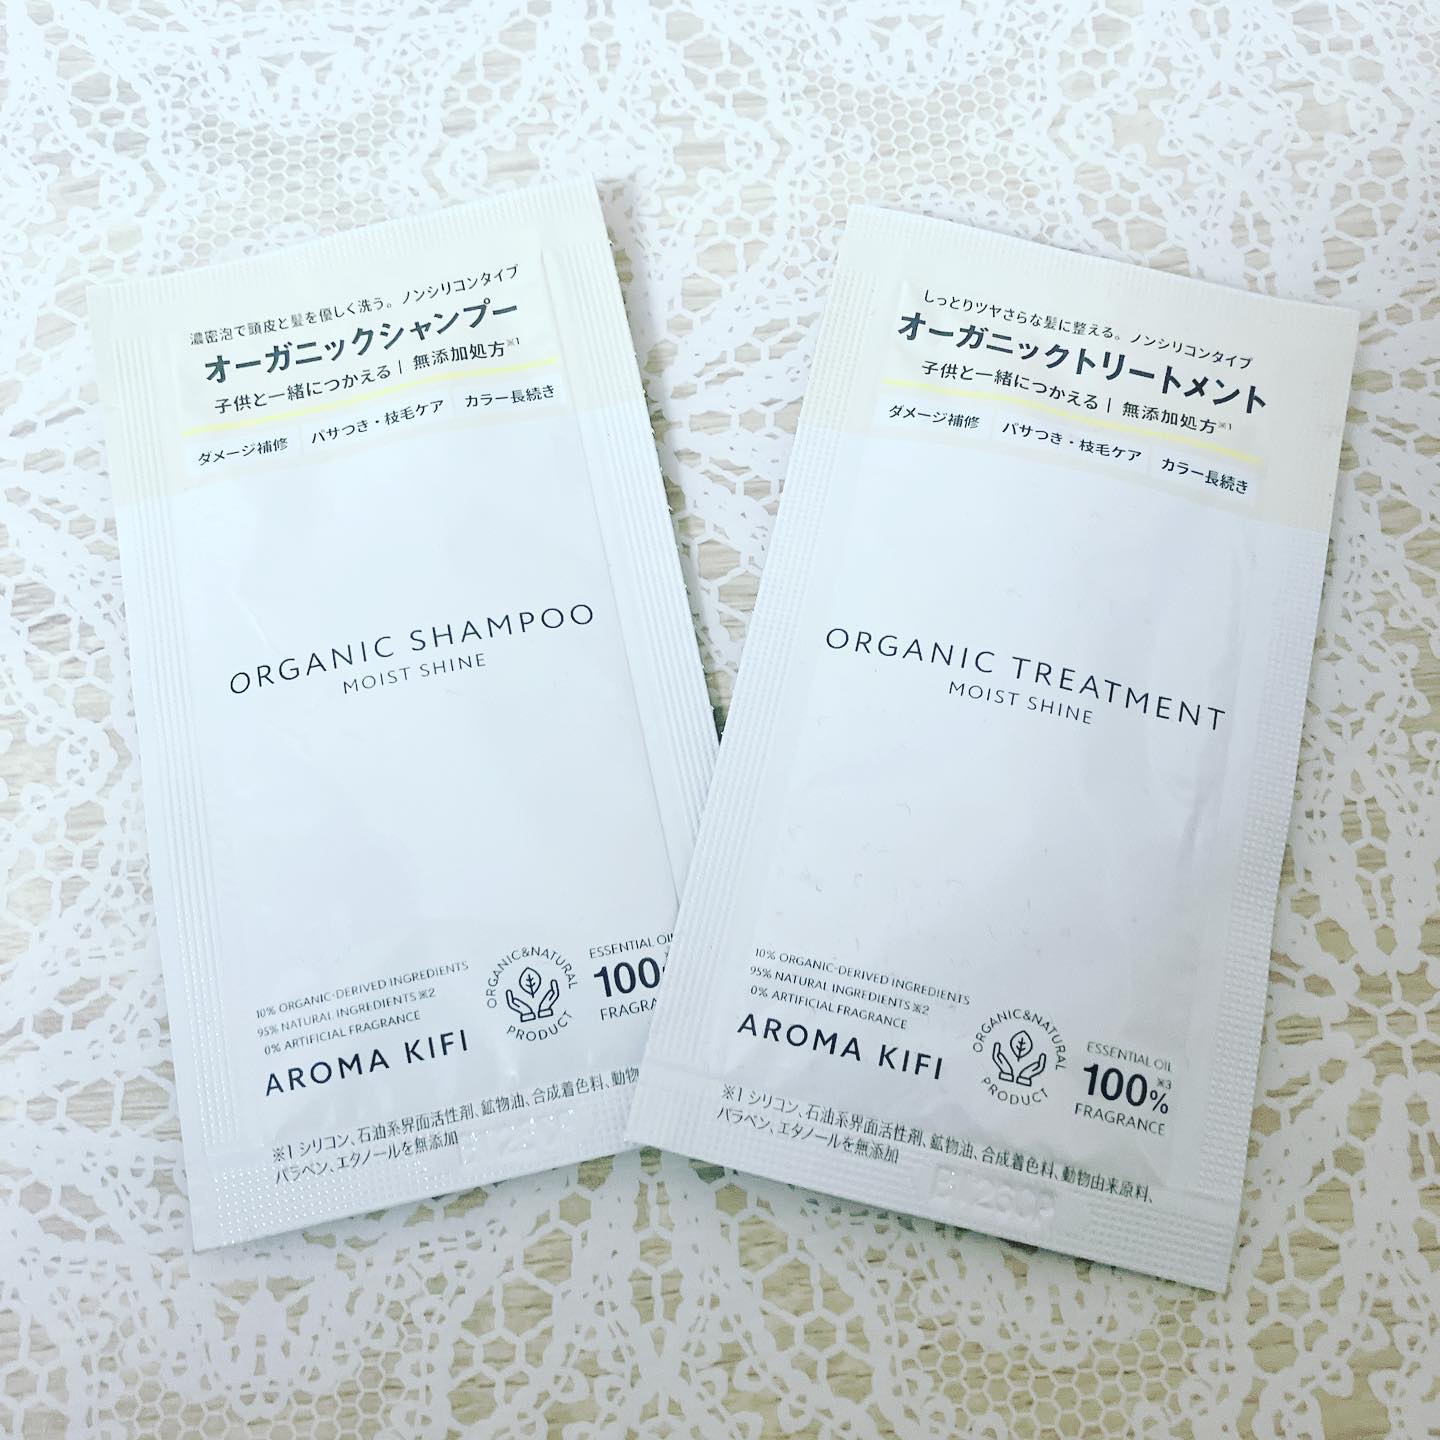 濃密泡で頭皮と髪を優しく洗う。ノンシリコンタイプ
オーガニックシャンプー
子供と一緒につかえる | 無添加処方※1
ダメージ補修 パサつき・枝毛ケア カラー長続き
ORGANIC SHAMPOO
MOIST SHINE
10% ORGANIC-DERIVED INGREDIENTS
95% NATURAL INGREDIENTS※2
0% ARTIFICIAL FRAGRANCE
AROMA KIFI
ORGANIC&NATURAL
PRODUCT
ESSENTIAL
100
※1 シリコン、石油系界面活性剤、鉱物油、合成着色料、動物
パラベン、エタノールを無添加
しっとりツヤさらな髪に整える。ノンシリコンタイプ
オーガニックトリートメント
子供と一緒につかえる | 無添加処方※1
ダメージ補修 パサつき・枝毛ケア カラー長続き
ORGANIC TREATMENT
MOIST SHINE
10% ORGANIC-DERIVED INGREDIENTS
95% NATURAL INGREDIENTS※2
0% ARTIFICIAL FRAGRANCE
AROMA KIFI
ORGANIC&NATURAL
PRODUCT
ESSENTIAL OIL
100%※3
FRAGRANCE
※1 シリコン、石油系界面活性剤、鉱物油、合成着色料、動物由来原料、
パラベン、エタノールを無添加